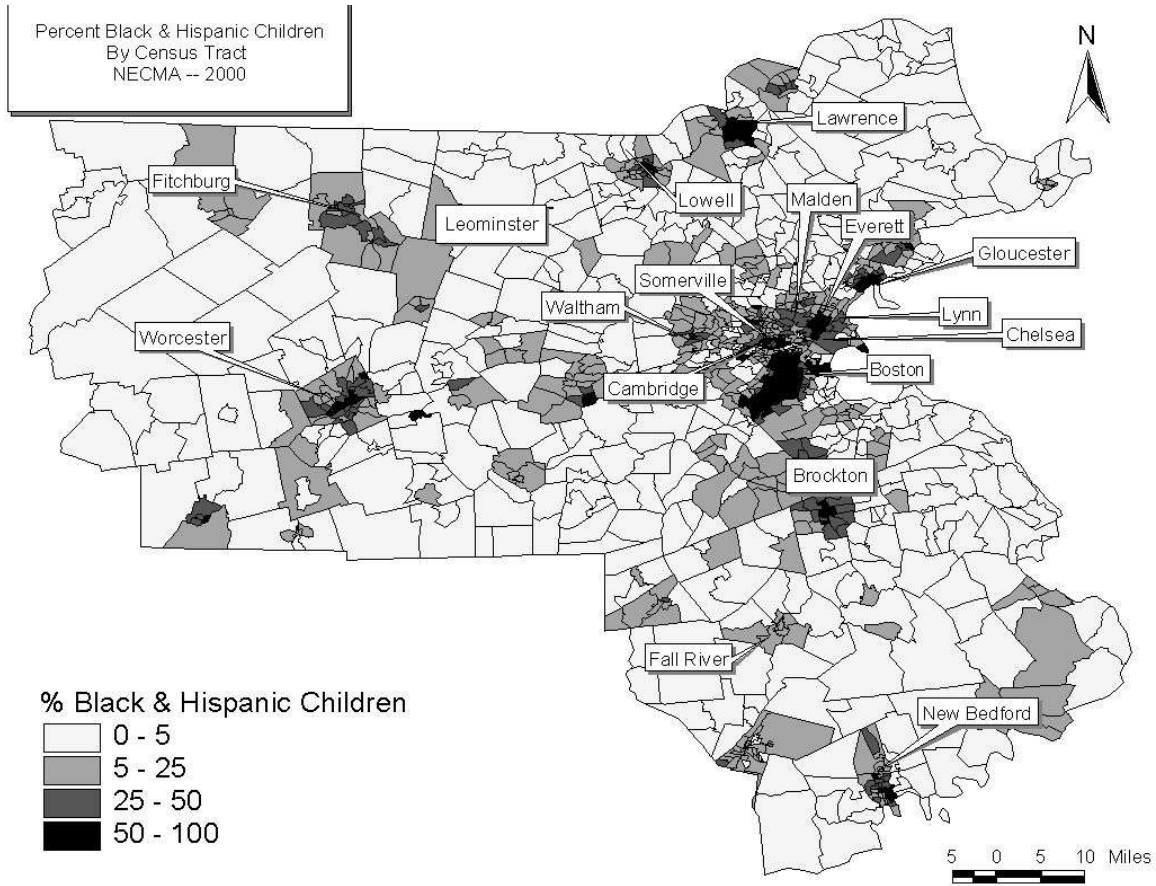 Percent Black & Hispanic Children
By Census Tract
NECMA -- 2000
N
Lawrence
Fitchburg
Lowell
Malden
Leominster
Everett
Gloucester
Somerville
Waltham
Lynn
Worcester
Chelsea
Boston
Cambridge
Brockton
Fall River
New Bedford
% Black & Hispanic Children
0 - 5
5 - 25
25 - 50
50 - 100
5 0 5 10 Miles